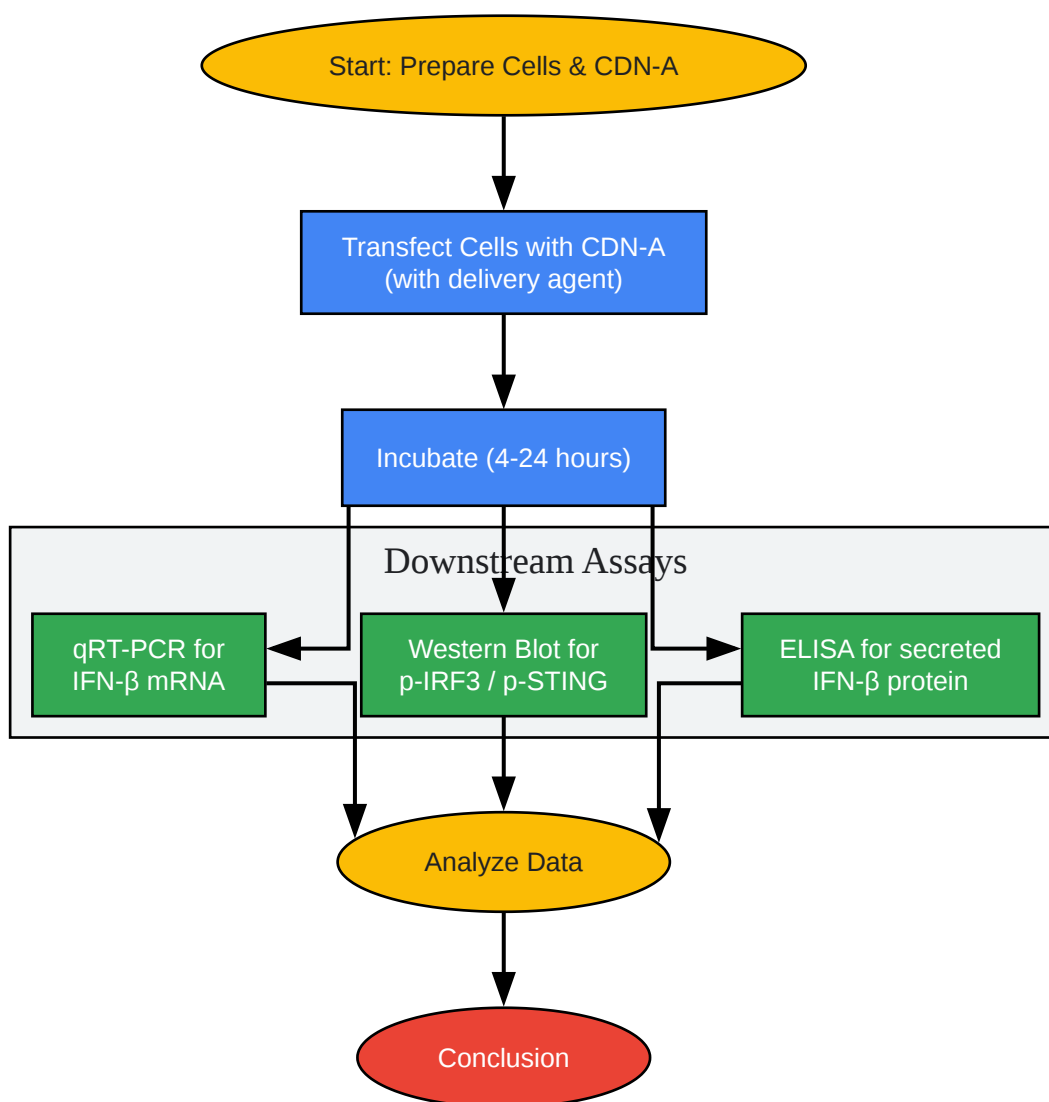 Start: Prepare Cells & CDN-A
Transfect Cells with CDN-A
(with delivery agent)
Incubate (4-24 hours)
Downstream Assays
qRT-PCR for
IFN-β mRNA
Western Blot for
p-IRF3 / p-STING
ELISA for secreted
IFN-β protein
Analyze Data
Conclusion